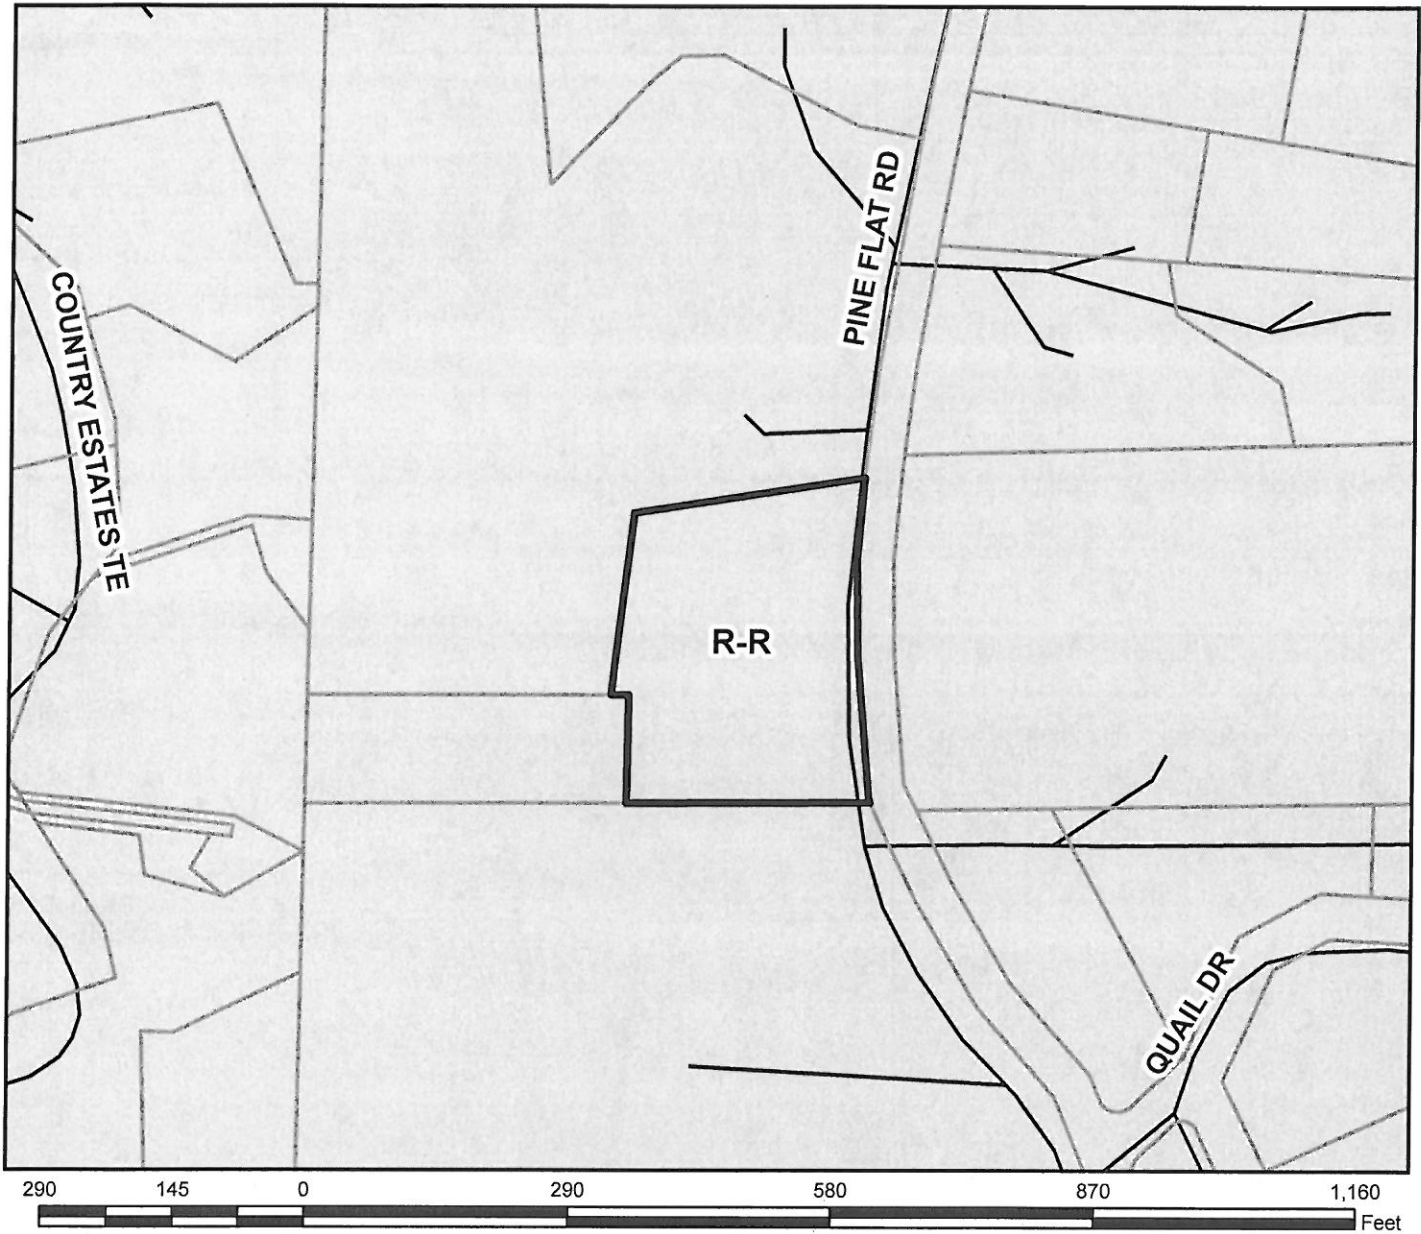 PINE FLAT RD
COUNTRY ESTATES TE
R-R
QUAIL DR
290 145 0 290 580 870 1,160
Feet